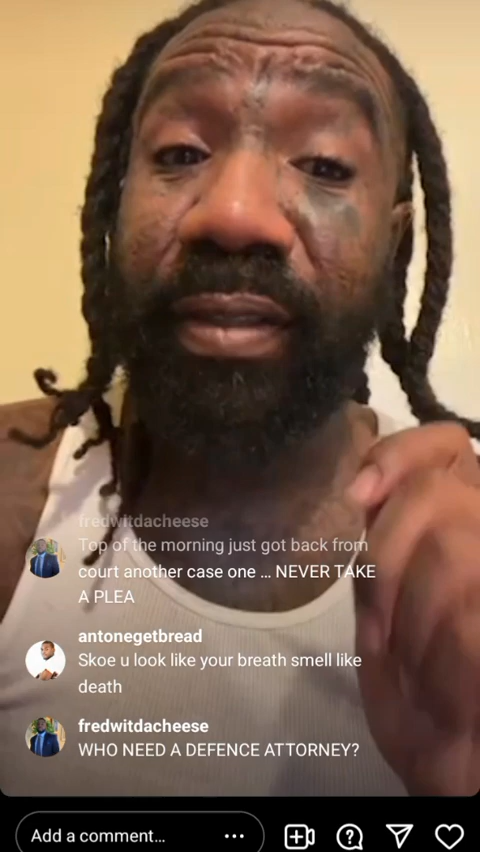 fredwitdacheese
Top of the morning just got back from
court another case one ... NEVER TAKE
A PLEA
antonegetbread
Skoe u look like your breath smell like
death
fredwitdacheese
WHO NEED A DEFENCE ATTORNEY?
Add a comment...